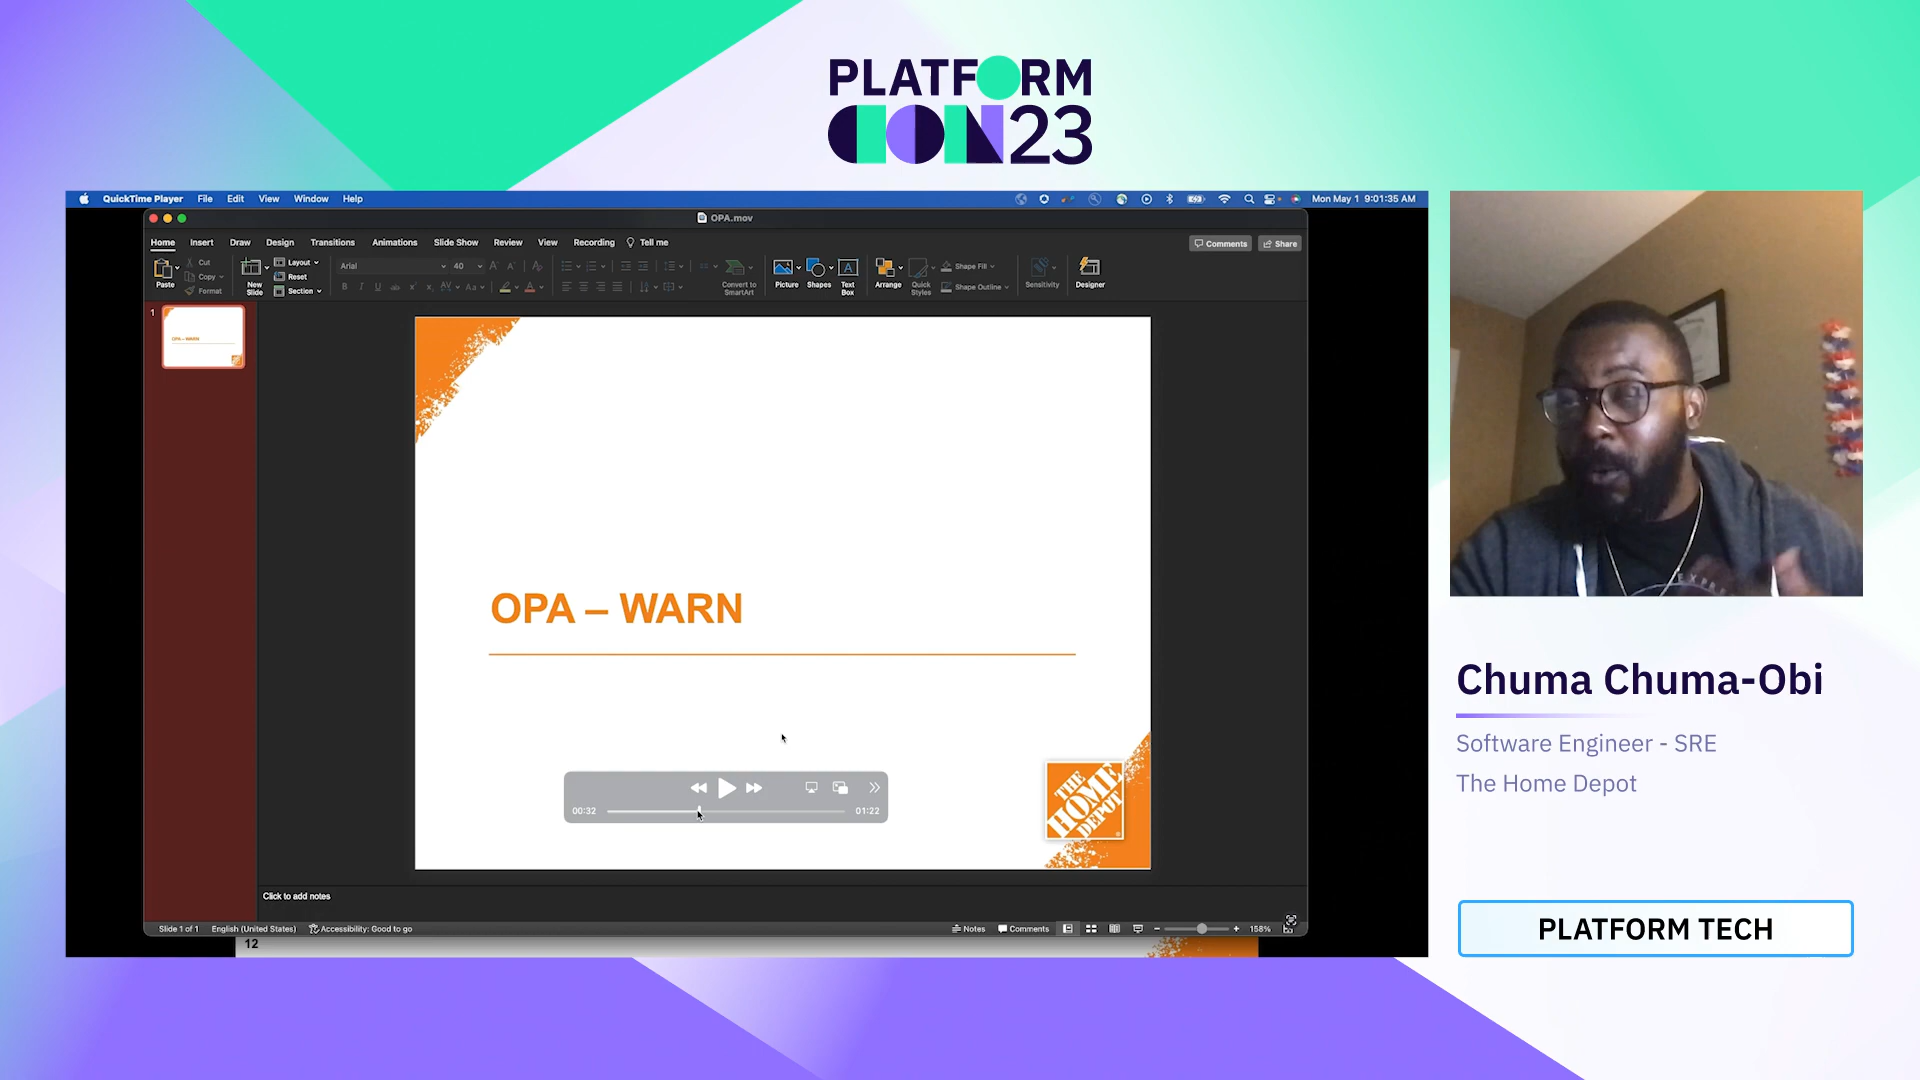 PLATFORM
CON23
QuickTime Player File Edit View Window Help
Mon May 1 9:01:35 AM
OPA.mov
Home Insert Draw Design Transitions Animations Slide Show Review View Recording Tell me
Comments Share
Paste
Cut
Copy
Format
New Slide
Layout
Reset
Section
Arial 40
Convert to SmartArt
Picture
Shapes
Text Box
Arrange
Quick Styles
Shape Fill
Shape Outline
Sensitivity
Designer
1
OPA – WARN
OPA – WARN
00:32
01:22
THE
HOME
DEPOT
Click to add notes
Slide 1 of 1 English (United States) Accessibility: Good to go
Notes Comments 158%
12
Chuma Chuma-Obi
Software Engineer - SRE
The Home Depot
PLATFORM TECH